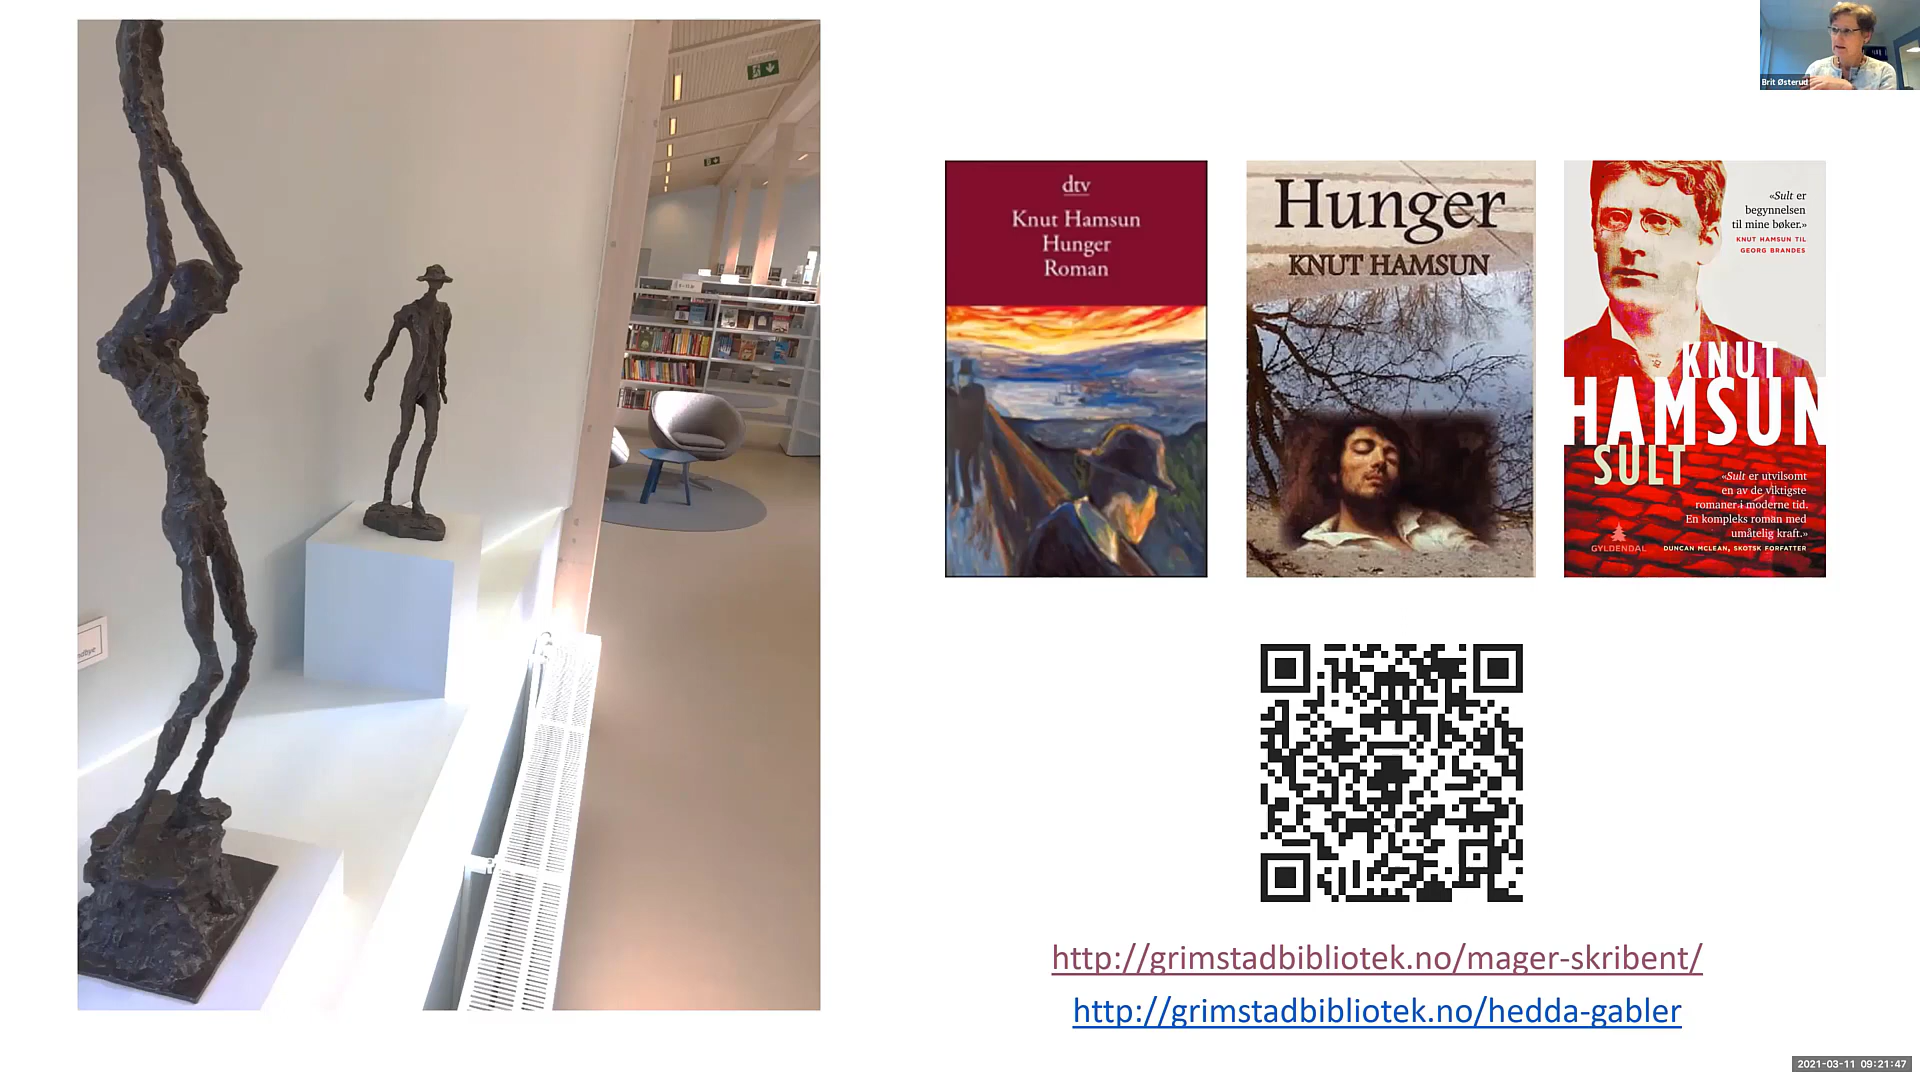 Brit Østerud
dtv
Knut Hamsun
Hunger
Roman
Hunger
KNUT HAMSUN
«Sult er
begynnelsen
til mine bøker.»
KNUT HAMSUN TIL
GEORG BRANDES
KNUT
HAMSUN
SULT
«Sult er utvilsomt
en av de viktigste
romaner i moderne tid.
En kompleks roman med
umåtelig kraft.»
DUNCAN MCLEAN, SKOTSK FORFATTER
GYLDENDAL
http://grimstadbibliotek.no/mager-skribent/
http://grimstadbibliotek.no/hedda-gabler
2021-03-11 09:21:47